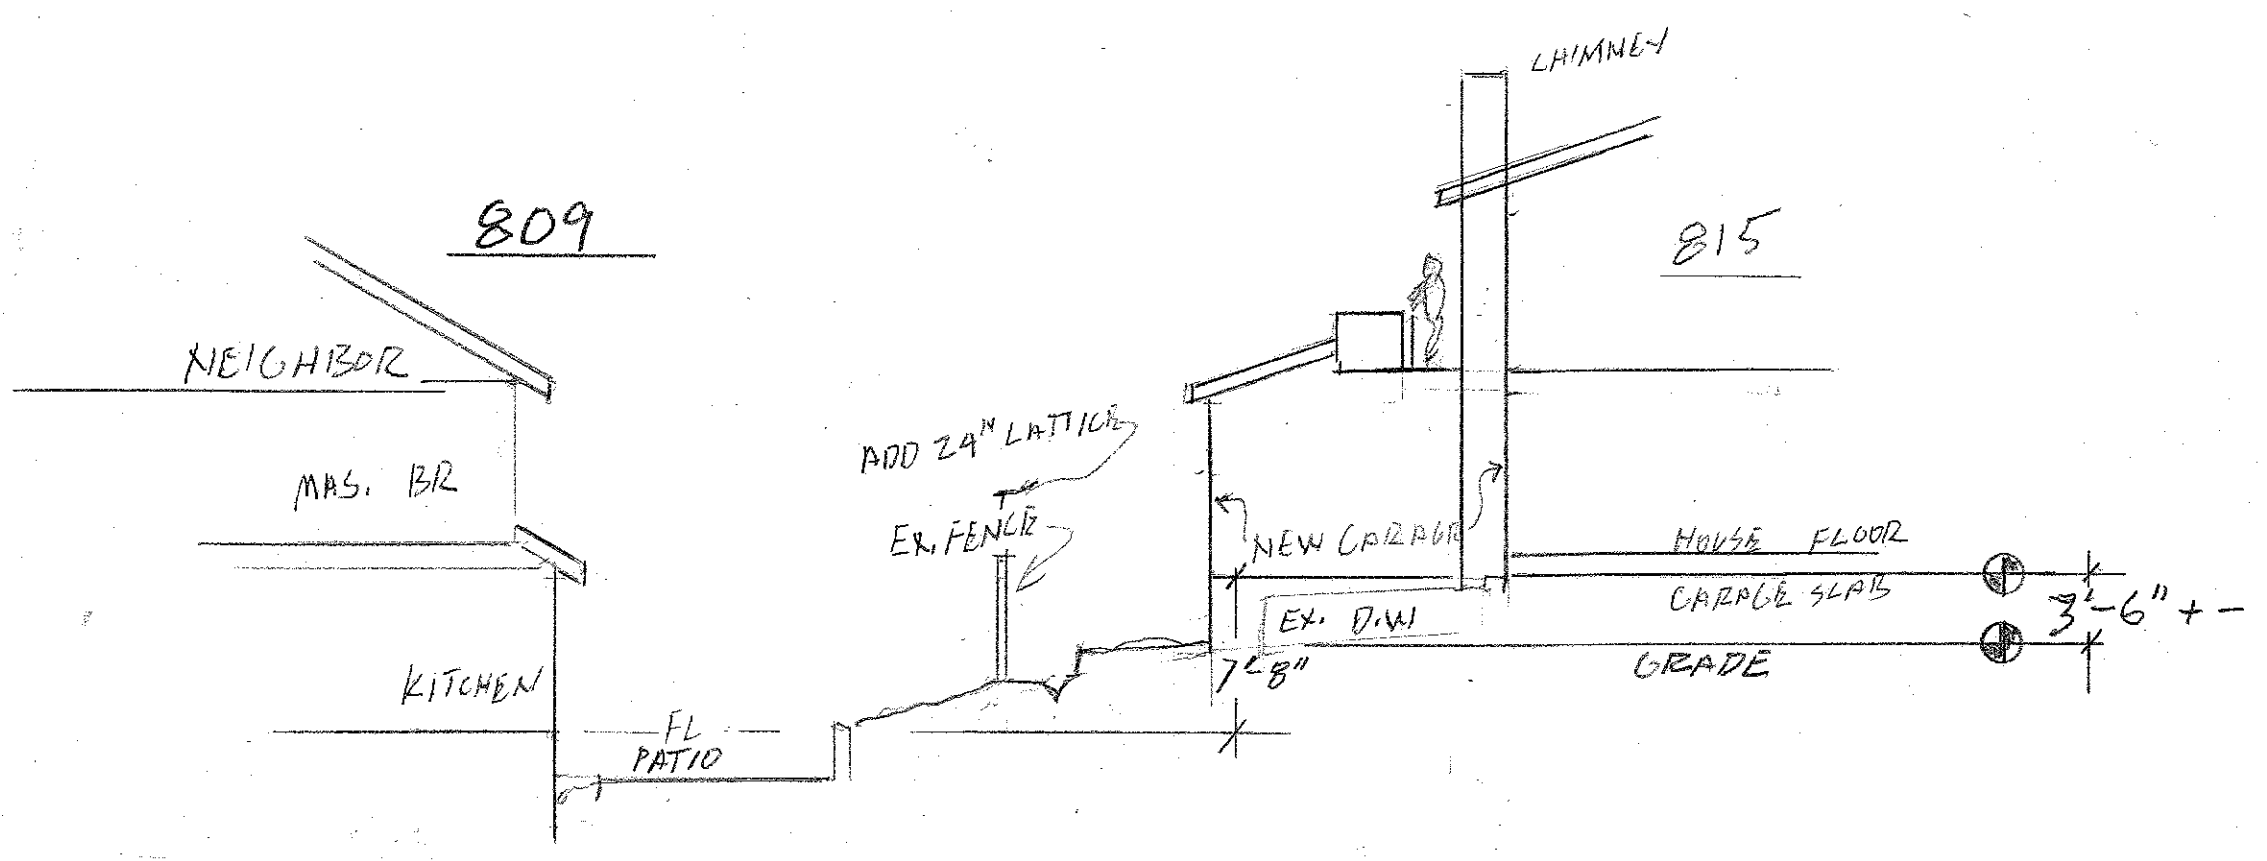 CHIMNEY
809
815
NEIGHBOR
ADD 24" LATTICE
MAS. BR
EX. FENCE
NEW GARAGE
HOUSE FLOOR
GARAGE SLAB
3'-6" + -
EX. D.W
GRADE
7'-8"
KITCHEN
FL
PATIO